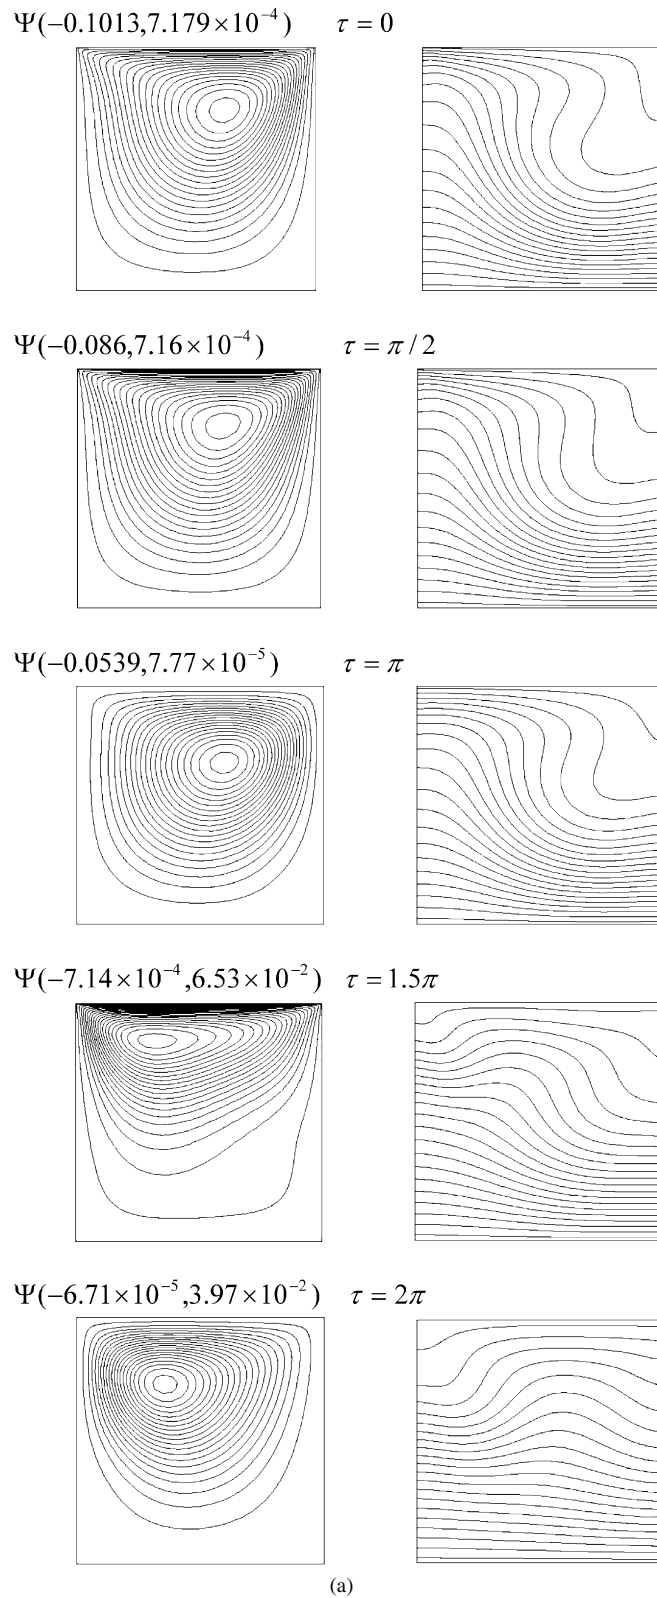 Ψ(−0.1013,7.179×10⁻⁴) τ = 0
Ψ(−0.086,7.16×10⁻⁴) τ = π / 2
Ψ(−0.0539,7.77×10⁻⁵) τ = π
Ψ(−7.14×10⁻⁴,6.53×10⁻²) τ = 1.5π
Ψ(−6.71×10⁻⁵,3.97×10⁻²) τ = 2π
(a)